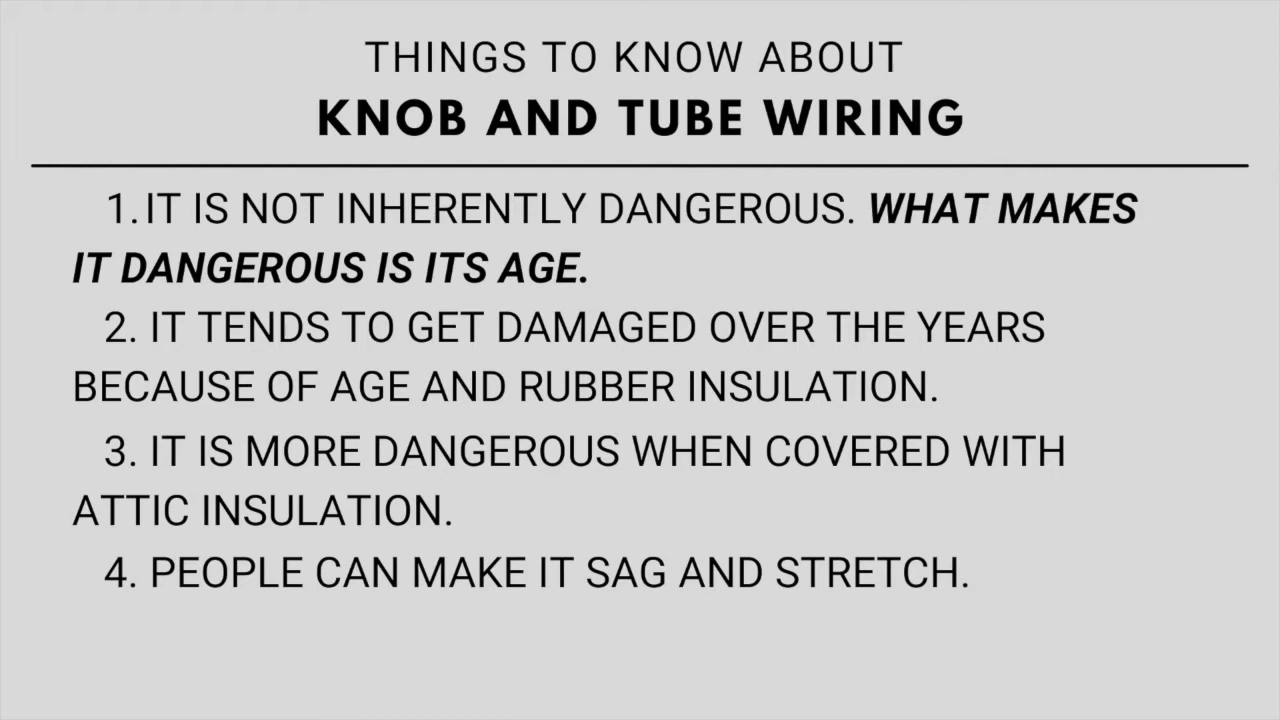 THINGS TO KNOW ABOUT
KNOB AND TUBE WIRING
1. IT IS NOT INHERENTLY DANGEROUS. WHAT MAKES
IT DANGEROUS IS ITS AGE.
2. IT TENDS TO GET DAMAGED OVER THE YEARS
BECAUSE OF AGE AND RUBBER INSULATION.
3. IT IS MORE DANGEROUS WHEN COVERED WITH
ATTIC INSULATION.
4. PEOPLE CAN MAKE IT SAG AND STRETCH.